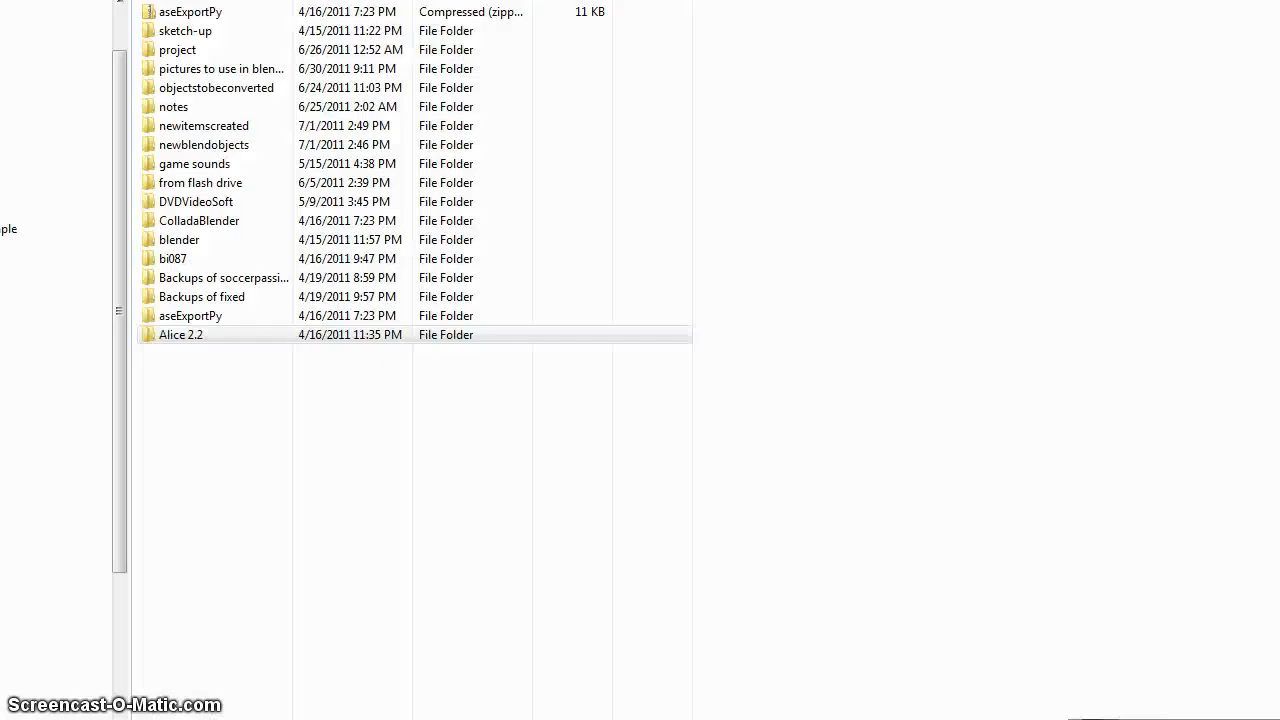 aseExportPy 4/16/2011 7:23 PM Compressed (zipp... 11 KB
sketch-up 4/15/2011 11:22 PM File Folder
project 6/26/2011 12:52 AM File Folder
pictures to use in blen... 6/30/2011 9:11 PM File Folder
objectstobeconverted 6/24/2011 11:03 PM File Folder
notes 6/25/2011 2:02 AM File Folder
newitemscreated 7/1/2011 2:49 PM File Folder
newblendobjects 7/1/2011 2:46 PM File Folder
game sounds 5/15/2011 4:38 PM File Folder
from flash drive 6/5/2011 2:39 PM File Folder
DVDVideoSoft 5/9/2011 3:45 PM File Folder
ColladaBlender 4/16/2011 7:23 PM File Folder
ple
blender 4/15/2011 11:57 PM File Folder
bi087 4/16/2011 9:47 PM File Folder
Backups of soccerpassi... 4/19/2011 8:59 PM File Folder
Backups of fixed 4/19/2011 9:57 PM File Folder
aseExportPy 4/16/2011 7:23 PM File Folder
Alice 2.2 4/16/2011 11:35 PM File Folder
Screencast-O-Matic.com